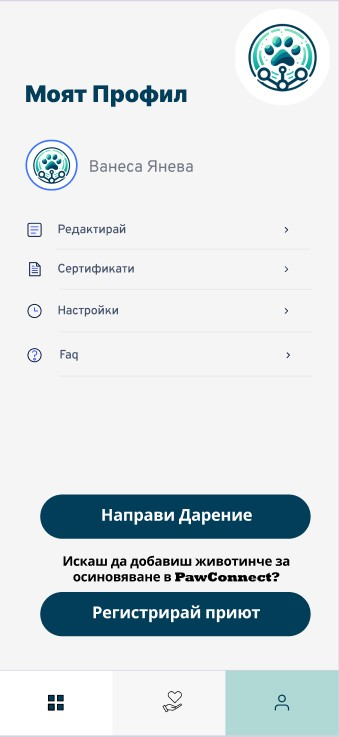 Моят Профил
Ванеса Янева
Редактирай
Сертификати
Настройки
Faq
Направи Дарение
Искаш да добавиш животинче за
осиновяване в PawConnect?
Регистрирай приют